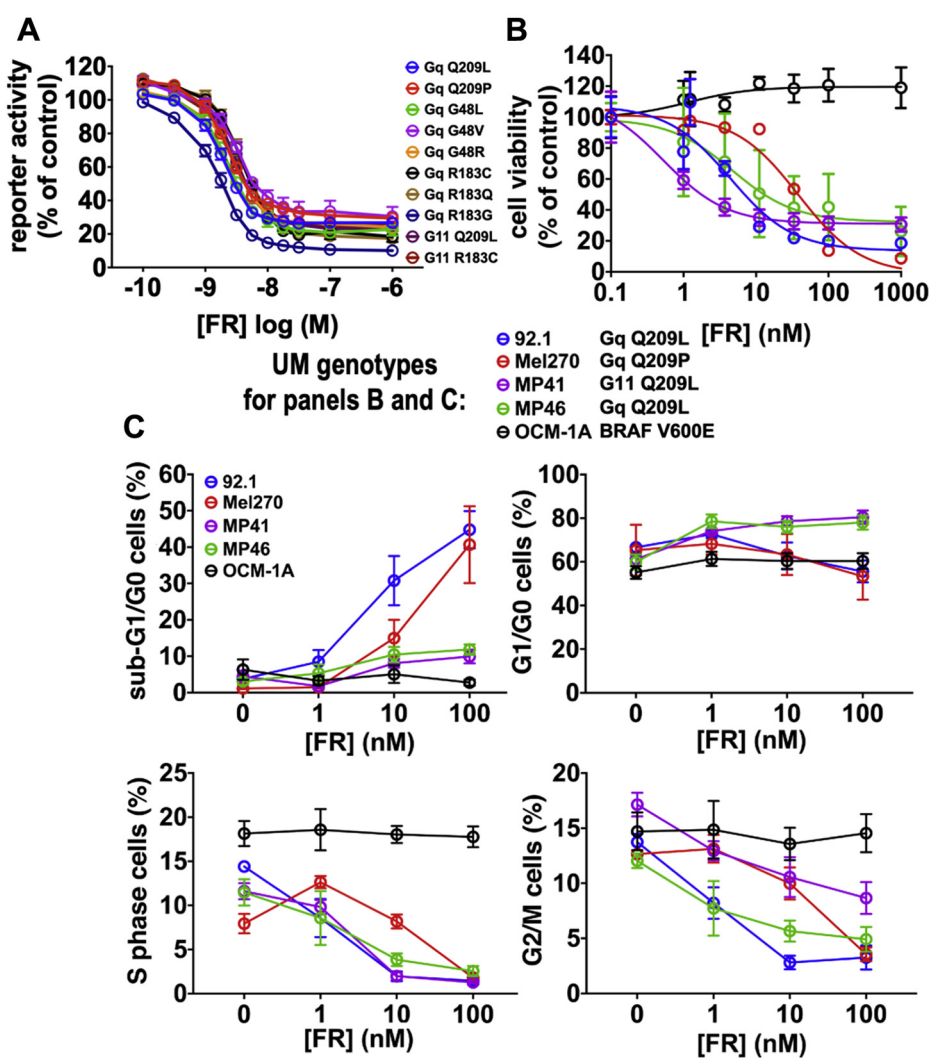 A
reporter activity
(% of control)
120
100
80
60
40
20
0
-10
-9
-8
-7
-6
[FR] log (M)
Gq Q209L
Gq Q209P
Gq G48L
Gq G48V
Gq G48R
Gq R183C
Gq R183Q
Gq R183G
G11 Q209L
G11 R183C
B
cell viability
(% of control)
140
120
100
80
60
40
20
0
0.1
1
10
100
1000
[FR] (nM)
UM genotypes
for panels B and C:
92.1 Gq Q209L
Mel270 Gq Q209P
MP41 G11 Q209L
MP46 Gq Q209L
OCM-1A BRAF V600E
C
sub-G1/G0 cells (%)
60
50
40
30
20
10
0
92.1
Mel270
MP41
MP46
OCM-1A
0
1
10
100
[FR] (nM)
G1/G0 cells (%)
100
80
60
40
20
0
0
1
10
100
[FR] (nM)
S phase cells (%)
25
20
15
10
5
0
0
1
10
100
[FR] (nM)
G2/M cells (%)
20
15
10
5
0
0
1
10
100
[FR] (nM)